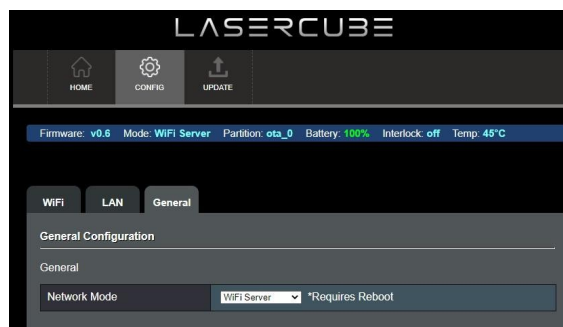 LASERCUBE
HOME CONFIG UPDATE
Firmware: v0.6 Mode: WiFi Server Partition: ota_0 Battery: 100% Interlock: off Temp: 45°C
WiFi LAN General
General Configuration
General
Network Mode WiFi Server *Requires Reboot